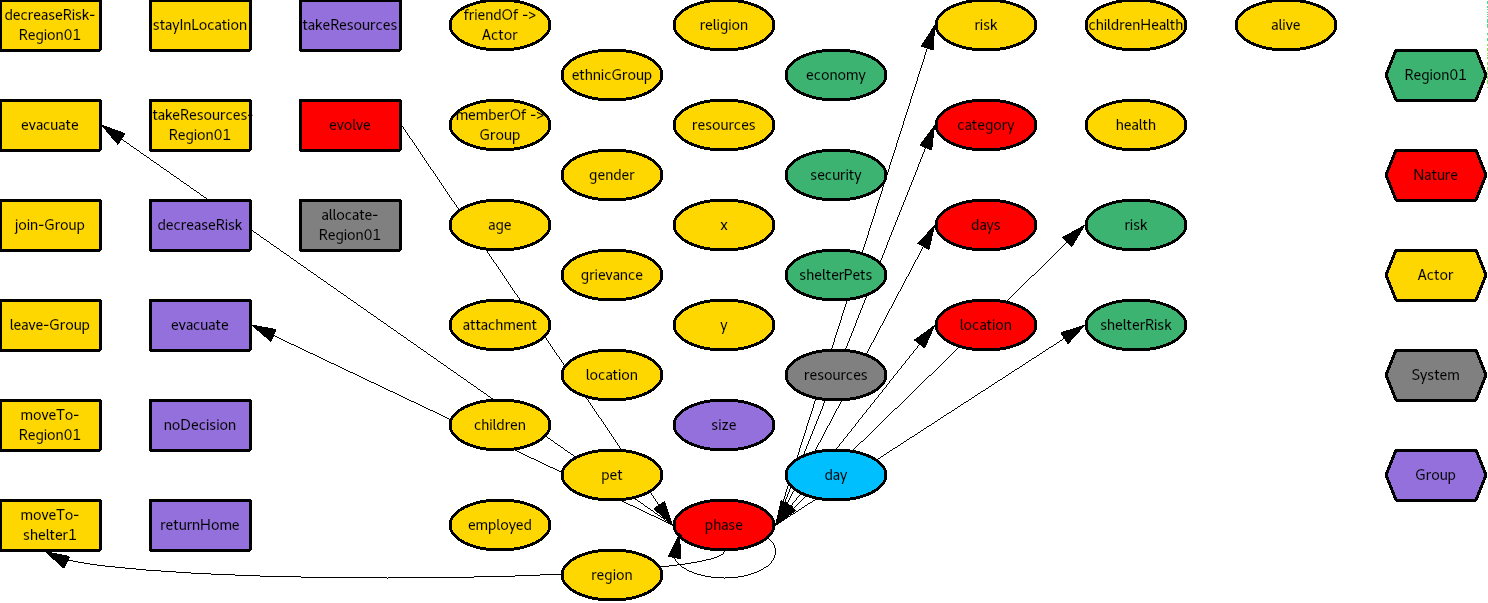 decreaseRisk-
Region01
stayInLocation
takeResources
friendOf ->
Actor
religion
risk
childrenHealth
alive
ethnicGroup
economy
Region01
evacuate
takeResources-
Region01
evolve
memberOf ->
Group
resources
category
health
gender
security
Nature
join-Group
decreaseRisk
allocate-
Region01
age
x
days
risk
grievance
shelterPets
Actor
leave-Group
evacuate
attachment
y
location
shelterRisk
location
resources
System
moveTo-
Region01
noDecision
children
size
pet
day
Group
moveTo-
shelter1
returnHome
employed
phase
region